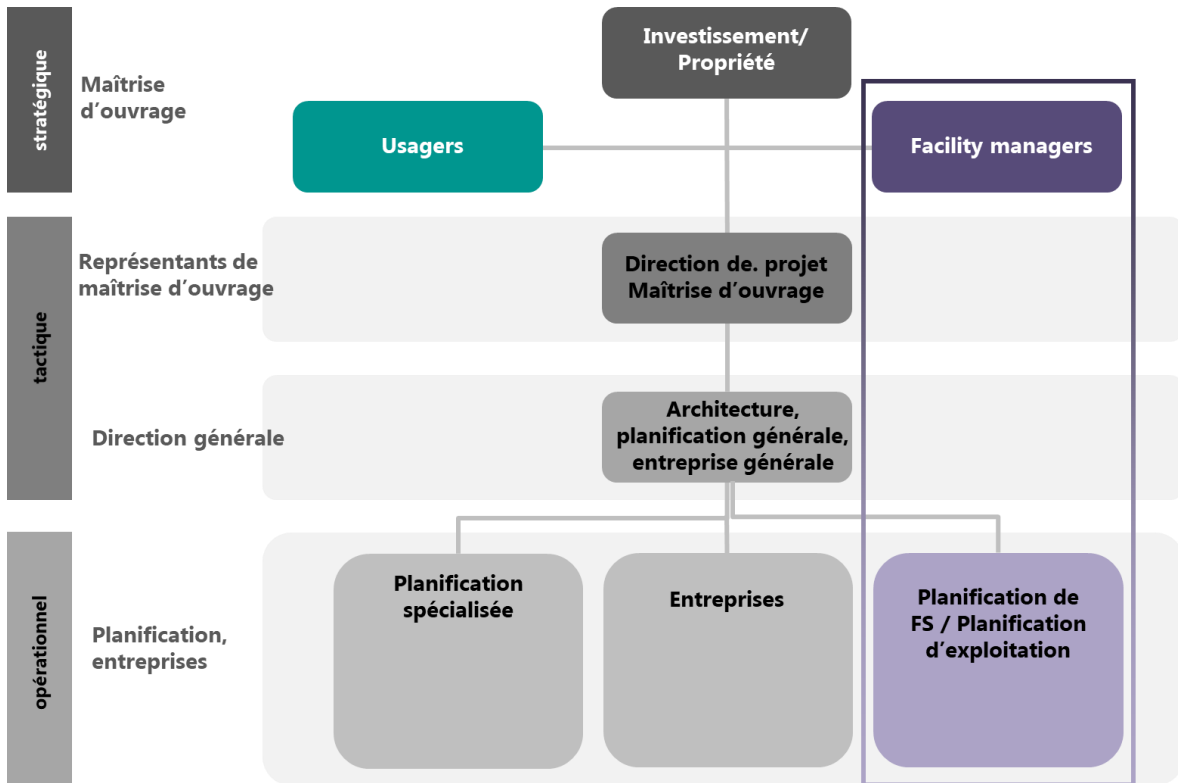 stratégique
Maîtrise
d’ouvrage
Investissement/
Propriété
Usagers
Facility managers
tactique
Représentants de
maîtrise d’ouvrage
Direction de. projet
Maîtrise d’ouvrage
Direction générale
Architecture,
planification générale,
entreprise générale
opérationnel
Planification,
entreprises
Planification
spécialisée
Entreprises
Planification de
FS / Planification
d’exploitation